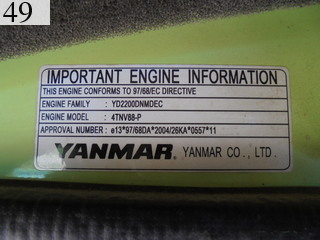 49
IMPORTANT ENGINE INFORMATION
THIS ENGINE CONFORMS TO 97/68/EC DIRECTIVE
ENGINE FAMILY : YD2200DNMDEC
ENGINE MODEL : 4TNV88-P
APPROVAL NUMBER : e13*97/68DA*2004/26KA*0557*11
YANMAR YANMAR CO., LTD.